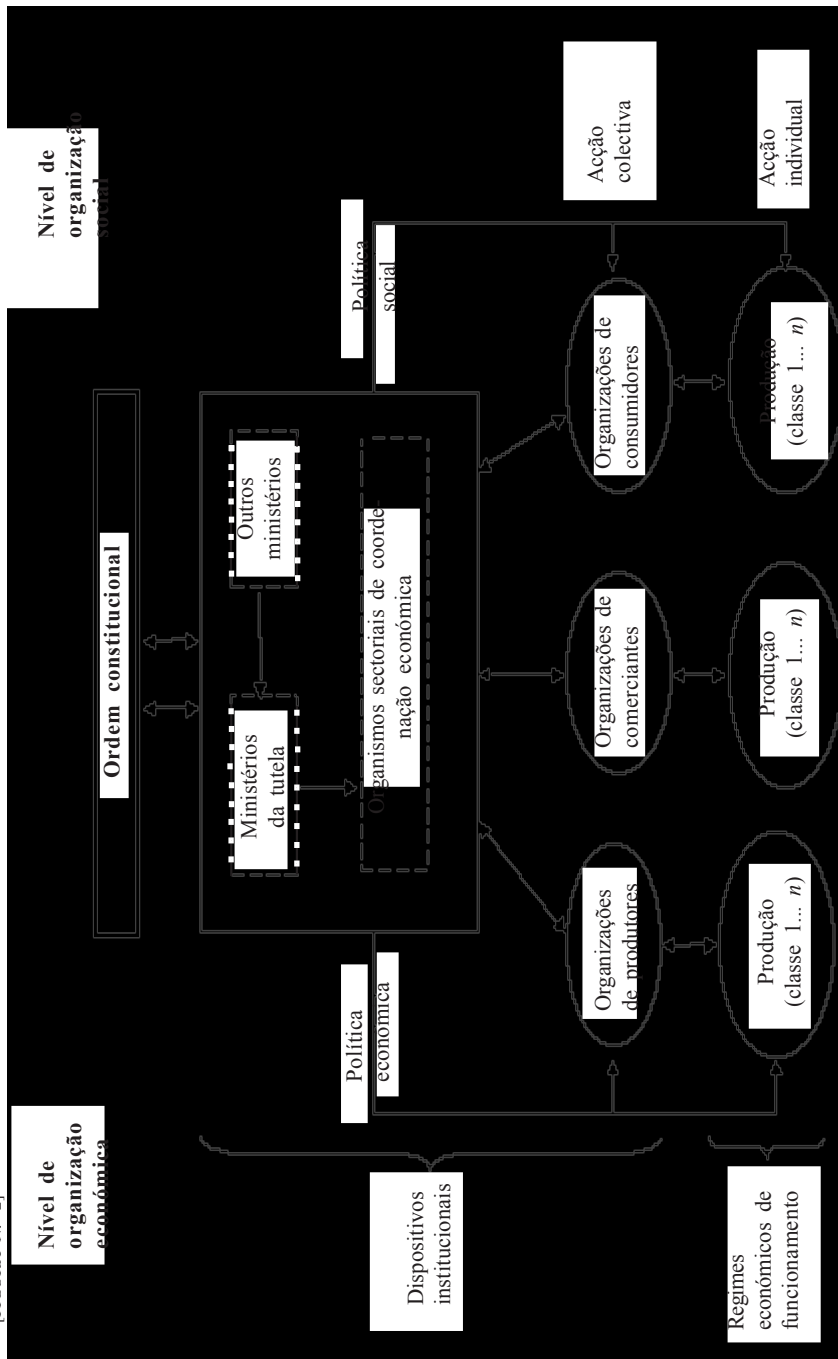 Nível de
organização
económica
Nível de
organização
social
Ordem constitucional
Ministérios
da tutela
Outros
ministérios
Política
económica
Organismos sectoriais de coorde-
nação económica
Política
social
Dispositivos
institucionais
Organizações
de produtores
Organizações de
comerciantes
Organizações de
consumidores
Acção
colectiva
Regimes
económicos de
funcionamento
Produção
(classe 1... n)
Produção
(classe 1... n)
Produção
(classe 1... n)
Acção
individual